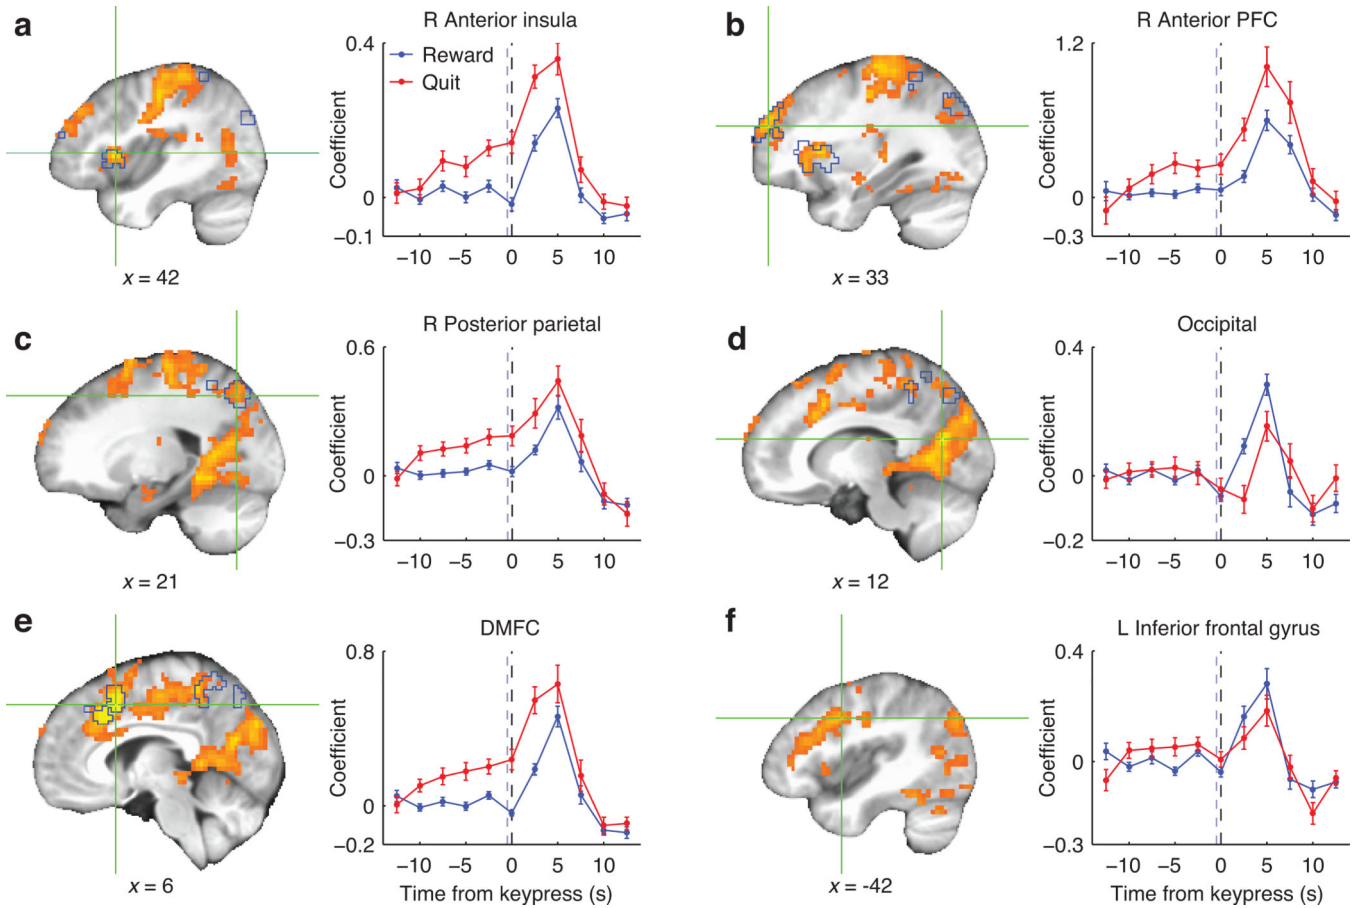 a
R Anterior insula
0.4
Reward
Quit
Coefficient
0
−0.1
−10 −5 0 5 10
x = 42
b
R Anterior PFC
1.2
Coefficient
0
−0.3
−10 −5 0 5 10
x = 33
c
R Posterior parietal
0.6
Coefficient
0
−0.3
−10 −5 0 5 10
x = 21
d
Occipital
0.4
Coefficient
0
−0.2
−10 −5 0 5 10
x = 12
e
DMFC
0.8
Coefficient
0
−0.2
−10 −5 0 5 10
x = 6
Time from keypress (s)
f
L Inferior frontal gyrus
0.4
Coefficient
0
−0.3
−10 −5 0 5 10
x = -42
Time from keypress (s)